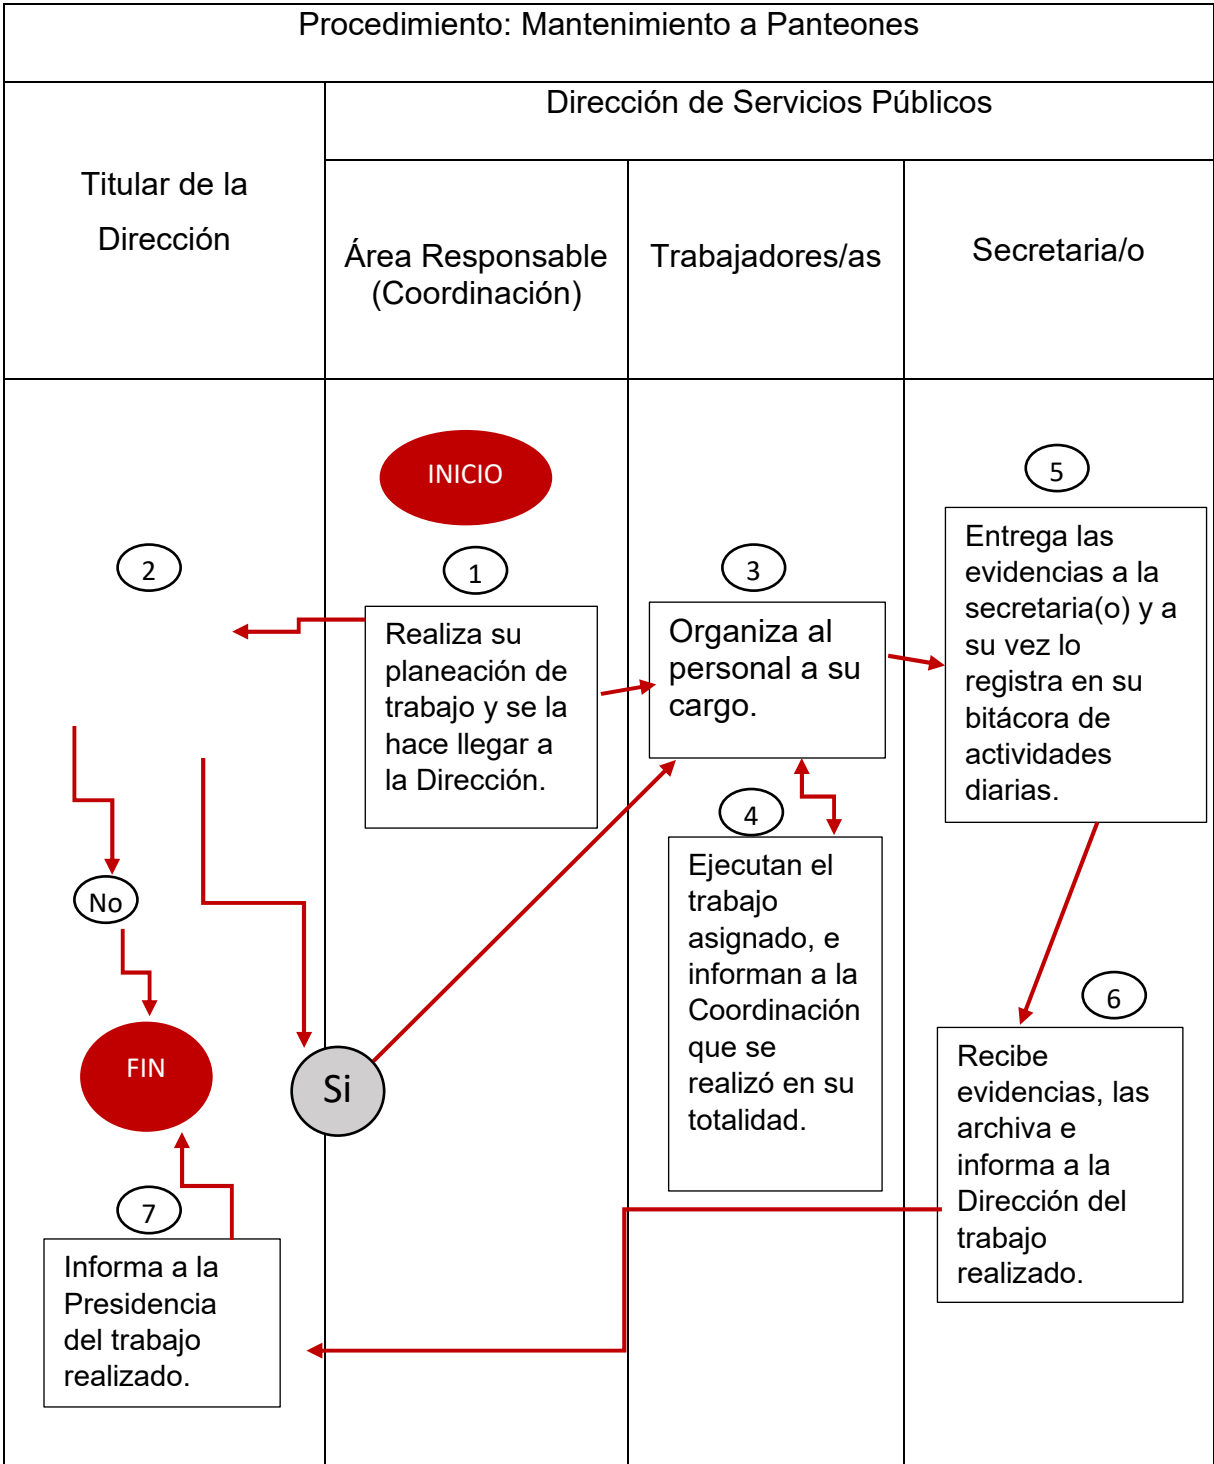 Procedimiento: Mantenimiento a Panteones
Dirección de Servicios Públicos
Titular de la
Dirección
Área Responsable
(Coordinación)
Trabajadores/as
Secretaria/o
INICIO
1
Realiza su
planeación de
trabajo y se la
hace llegar a
la Dirección.
2
No
FIN
Si
3
Organiza al
personal a su
cargo.
4
Ejecutan el
trabajo
asignado, e
informan a la
Coordinación
que se
realizó en su
totalidad.
5
Entrega las
evidencias a la
secretaria(o) y a
su vez lo
registra en su
bitácora de
actividades
diarias.
6
Recibe
evidencias, las
archiva e
informa a la
Dirección del
trabajo
realizado.
7
Informa a la
Presidencia
del trabajo
realizado.